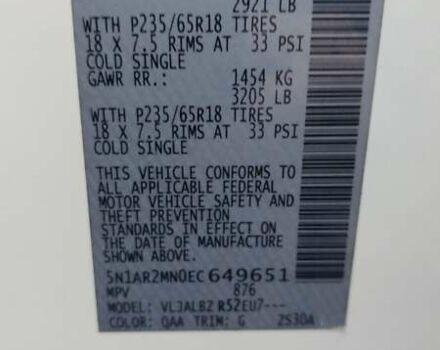 2921 LB
WITH P235/65R18 TIRES
18 X 7.5 RIMS AT 33 PSI
COLD SINGLE
GAWR RR.: 1454 KG
3205 LB
WITH P235/65R18 TIRES
18 X 7.5 RIMS AT 33 PSI
COLD SINGLE
THIS VEHICLE CONFORMS TO
ALL APPLICABLE FEDERAL
MOTOR VEHICLE SAFETY AND
THEFT PREVENTION
STANDARDS IN EFFECT ON
THE DATE OF MANUFACTURE
SHOWN ABOVE.
5N1AR2MN0EC649651
MPV 876
MODEL: VLJALBZ R52EU7---
COLOR: QAA TRIM: G 2S30A